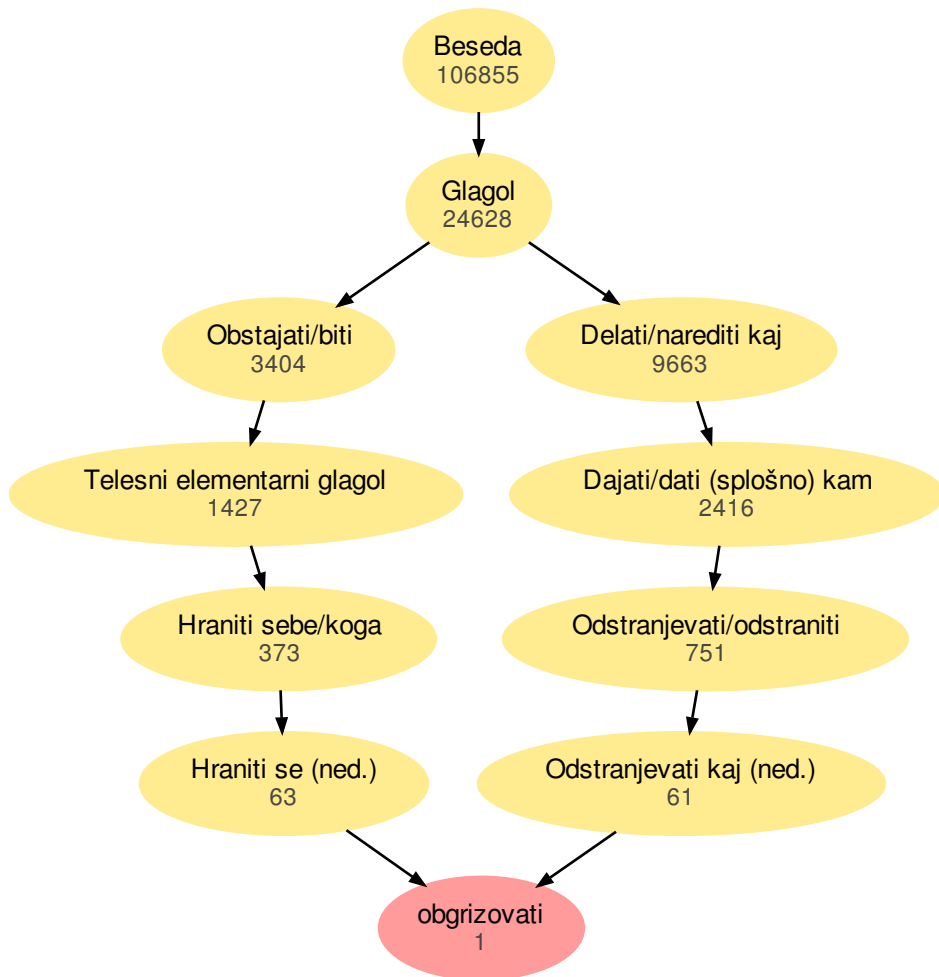 Beseda
106855
Glagol
24628
Obstajati/biti
3404
Delati/narediti kaj
9663
Telesni elementarni glagol
1427
Dajati/dati (splošno) kam
2416
Hraniti sebe/koga
373
Odstranjevati/odstraniti
751
Hraniti se (ned.)
63
Odstranjevati kaj (ned.)
61
obgrizovati
1